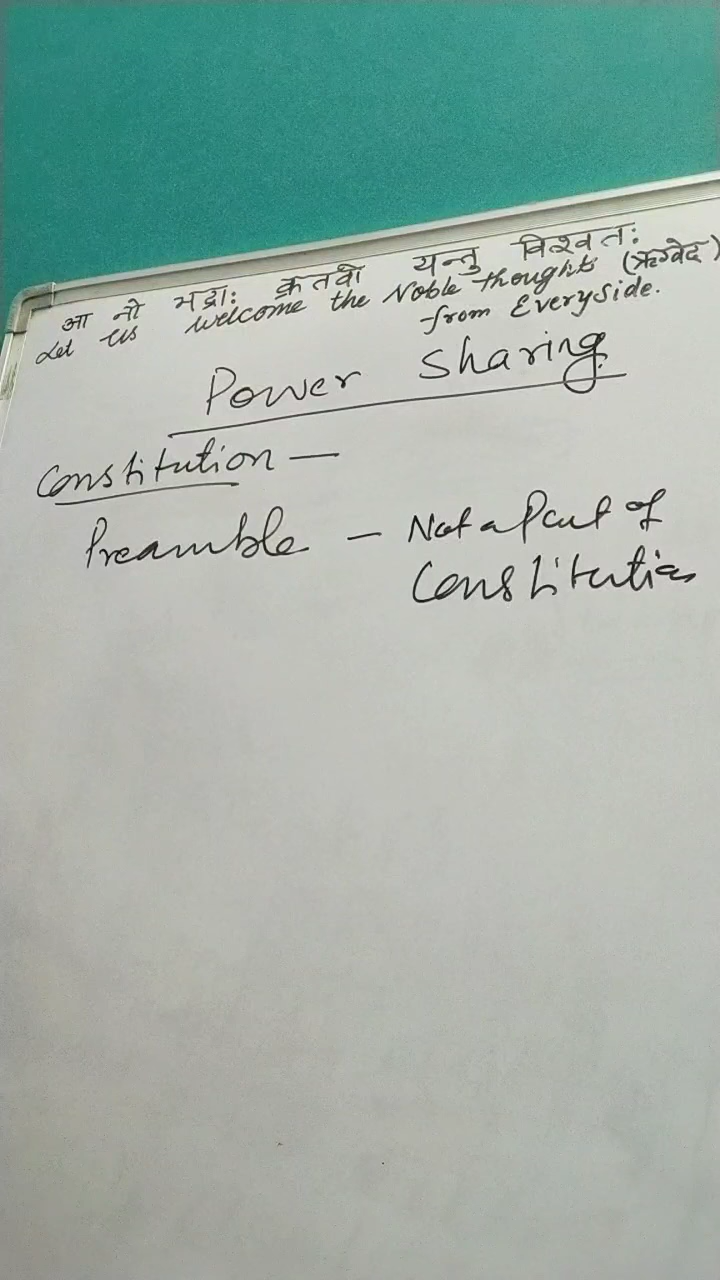 आ नो भद्राः क्रतवो यन्तु विश्वतः
Let us welcome the Noble thoughts (ऋग्वेद)
from Everyside.
Power Sharing
Constitution —
Preamble — Not a Part of
Constitution